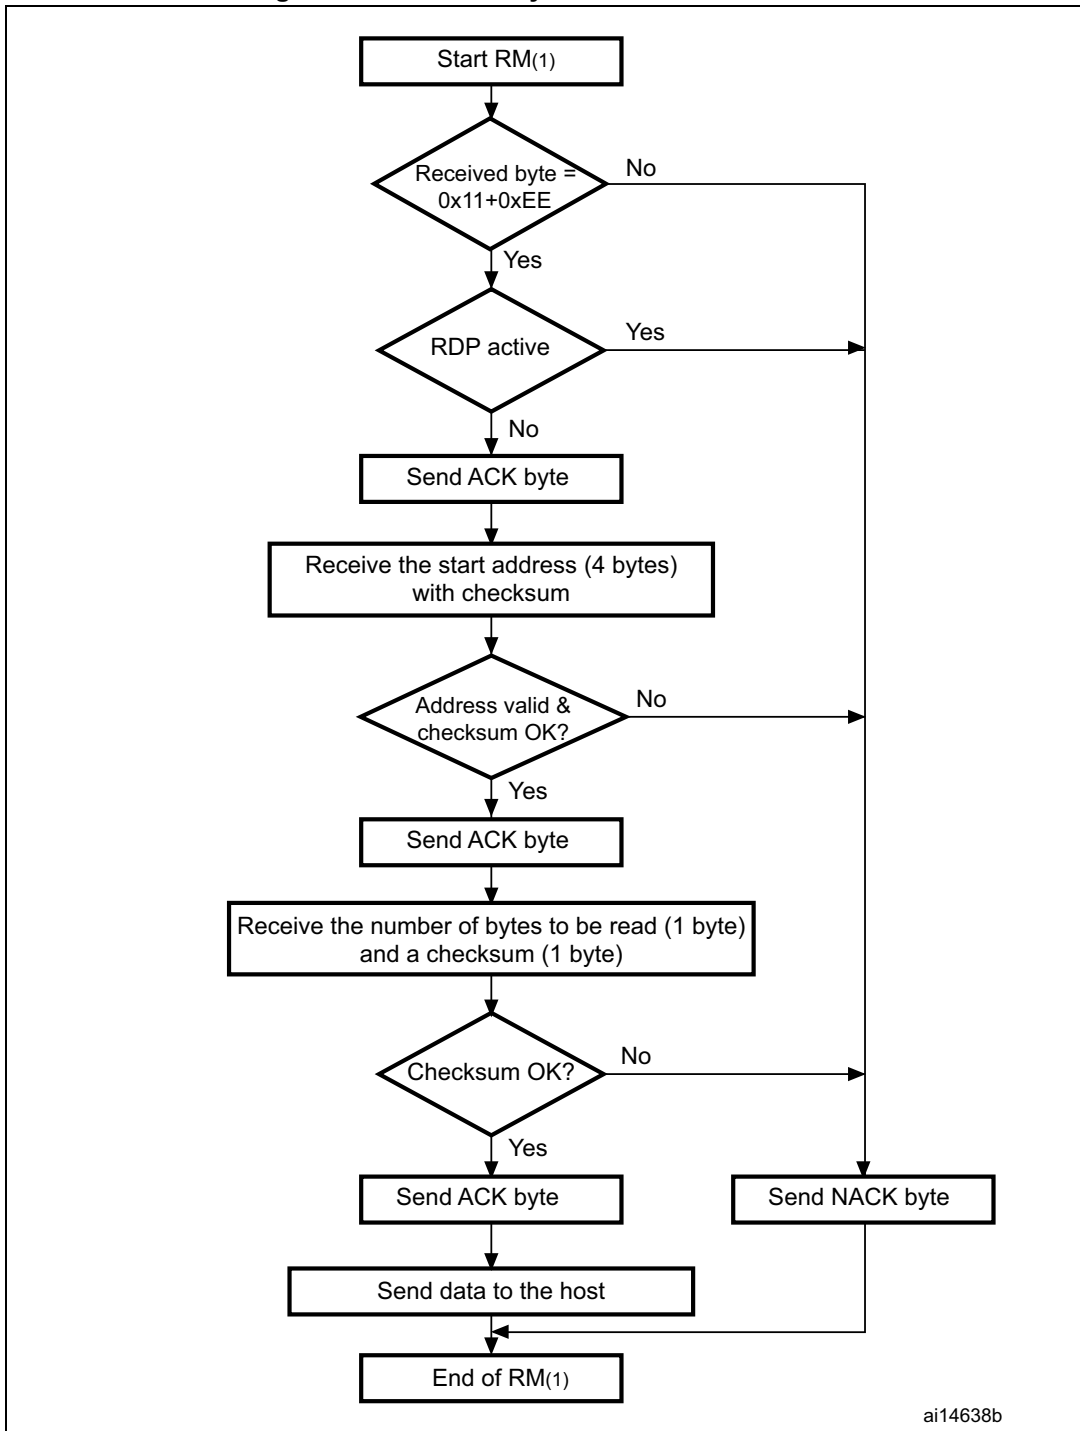 Start RM(1)
Received byte =
0x11+0xEE
No
Yes
RDP active
Yes
No
Send ACK byte
Receive the start address (4 bytes)
with checksum
Address valid &
checksum OK?
No
Yes
Send ACK byte
Receive the number of bytes to be read (1 byte)
and a checksum (1 byte)
Checksum OK?
No
Yes
Send ACK byte
Send NACK byte
Send data to the host
End of RM(1)
ai14638b